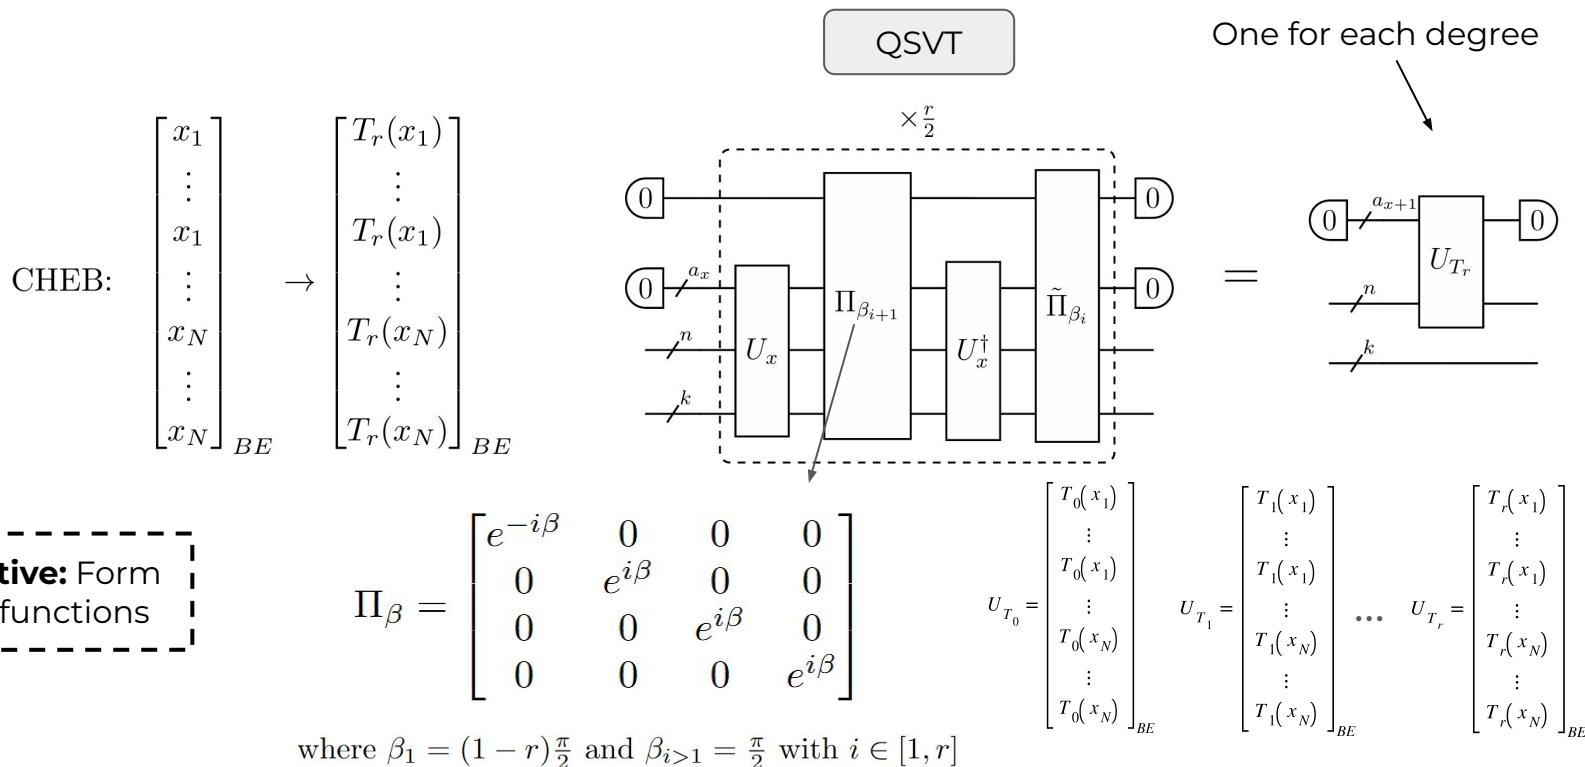 QSVT
One for each degree
× r/2
CHEB:
[x_1 ⋮ x_1 ⋮ x_N ⋮ x_N]_{BE} → [T_r(x_1) ⋮ T_r(x_1) ⋮ T_r(x_N) ⋮ T_r(x_N)]_{BE}
0 0
0 a_x U_x Π_{β_{i+1}} U_x^† Π̃_{β_i} 0
n
k
=
0 a_{x+1} U_{T_r} 0
n
k
tive: Form
functions
Π_β = [e^{-iβ} 0 0 0
0 e^{iβ} 0 0
0 0 e^{iβ} 0
0 0 0 e^{iβ}]
where β_1 = (1 − r)π/2 and β_{i>1} = π/2 with i ∈ [1, r]
U_{T_0} = [T_0(x_1) ⋮ T_0(x_1) ⋮ T_0(x_N) ⋮ T_0(x_N)]_{BE}
U_{T_1} = [T_1(x_1) ⋮ T_1(x_1) ⋮ T_1(x_N) ⋮ T_1(x_N)]_{BE}
...
U_{T_r} = [T_r(x_1) ⋮ T_r(x_1) ⋮ T_r(x_N) ⋮ T_r(x_N)]_{BE}